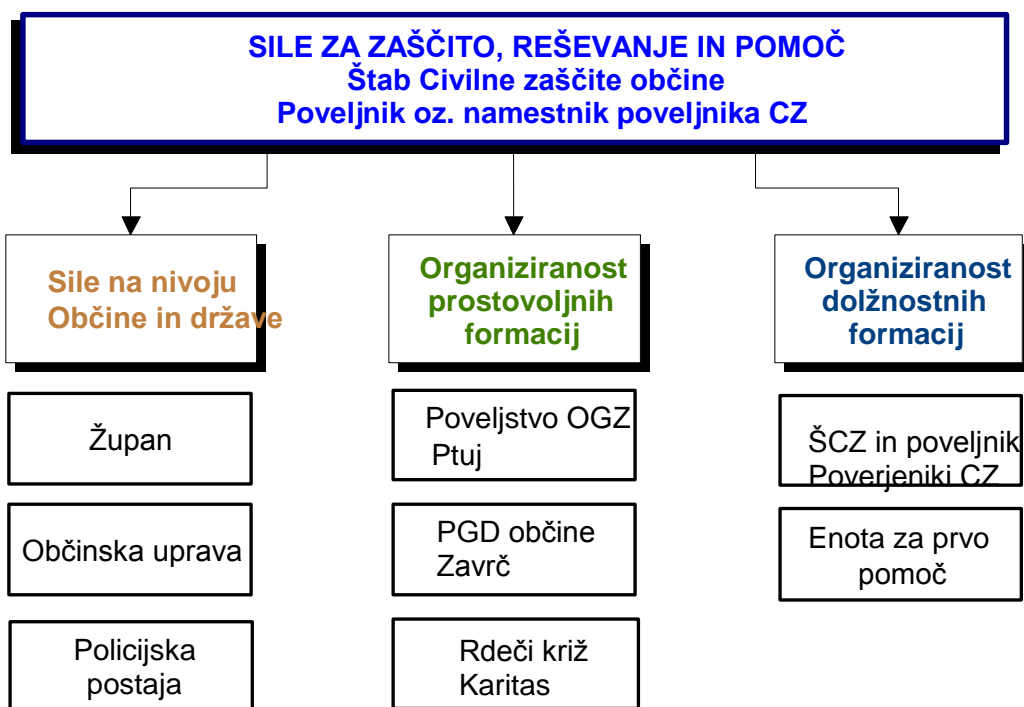 SILE ZA ZAŠČITO, REŠEVANJE IN POMOČ
Štab Civilne zaščite občine
Poveljnik oz. namestnik poveljnika CZ
Sile na nivoju
Občine in države
Organiziranost
prostovoljnih
formacij
Organiziranost
dolžnostnih
formacij
Župan
Poveljstvo OGZ
Ptuj
ŠCZ in poveljnik
Poverjeniki CZ
Občinska uprava
PGD občine
Zavrč
Enota za prvo
pomoč
Policijska
postaja
Rdeči križ
Karitas